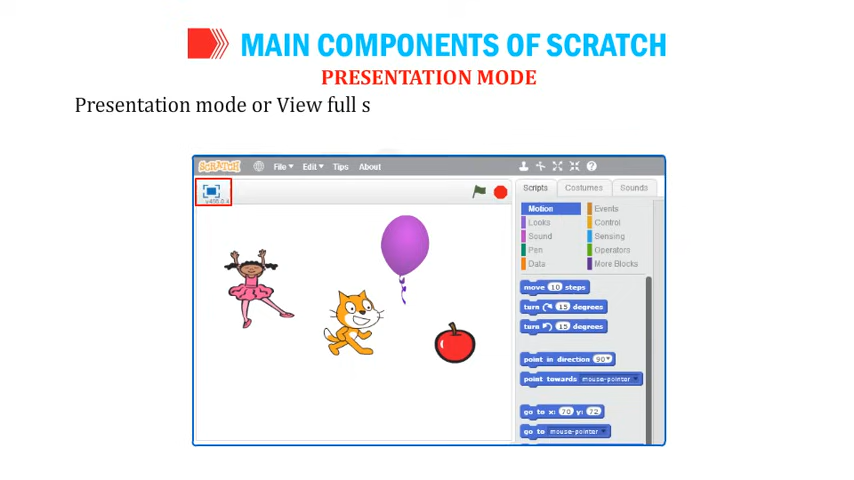 MAIN COMPONENTS OF SCRATCH
PRESENTATION MODE
Presentation mode or View full s
SCRATCH File Edit Tips About
Scripts Costumes Sounds
Motion Events
Looks Control
Sound Sensing
Pen Operators
Data More Blocks
move 10 steps
turn 15 degrees
turn 15 degrees
point in direction 90
point towards mouse-pointer
go to x: 70 y: 72
go to mouse-pointer